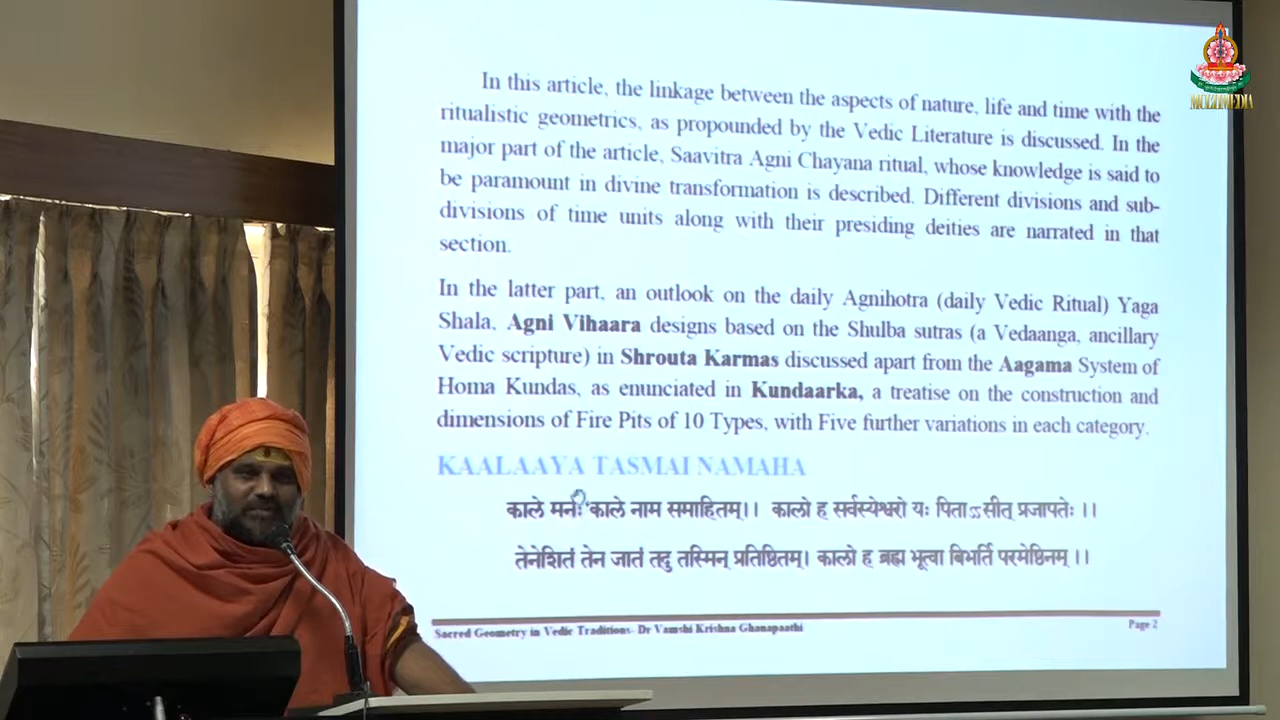 MULTIMEDIA
In this article, the linkage between the aspects of nature, life and time with the
ritualistic geometrics, as propounded by the Vedic Literature is discussed. In the
major part of the article, Saavitra Agni Chayana ritual, whose knowledge is said to
be paramount in divine transformation is described. Different divisions and sub-
divisions of time units along with their presiding deities are narrated in that
section.
In the latter part, an outlook on the daily Agnihotra (daily Vedic Ritual) Yaga
Shala, Agni Vihaara designs based on the Shulba sutras (a Vedaanga, ancillary
Vedic scripture) in Shrouta Karmas discussed apart from the Aagama System of
Homa Kundas, as enunciated in Kundaarka, a treatise on the construction and
dimensions of Fire Pits of 10 Types, with Five further variations in each category.
KAALAAYA TASMAI NAMAHA
काले काले नाम समाहितम्।। कालो ह सर्वस्येश्वरो यः पिताऽसीत् प्रजापतेः ।।
तेनेशितं तेन जातं तदु तस्मिन् प्रतिष्ठितम्। कालो ह ब्रह्म भूत्वा बिभर्ति परमेष्ठिनम् ।।
Sacred Geometry in Vedic Traditions- Dr Vamshi Krishna Ghanapaathi
Page 2